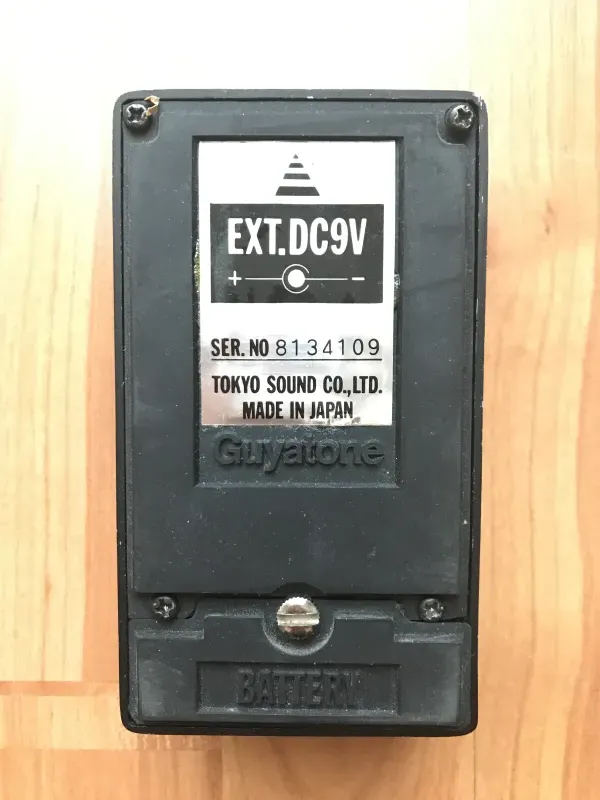 EXT.DC9V
+ -
SER. NO 8134109
TOKYO SOUND CO.,LTD.
MADE IN JAPAN
Guyatone
BATTERY